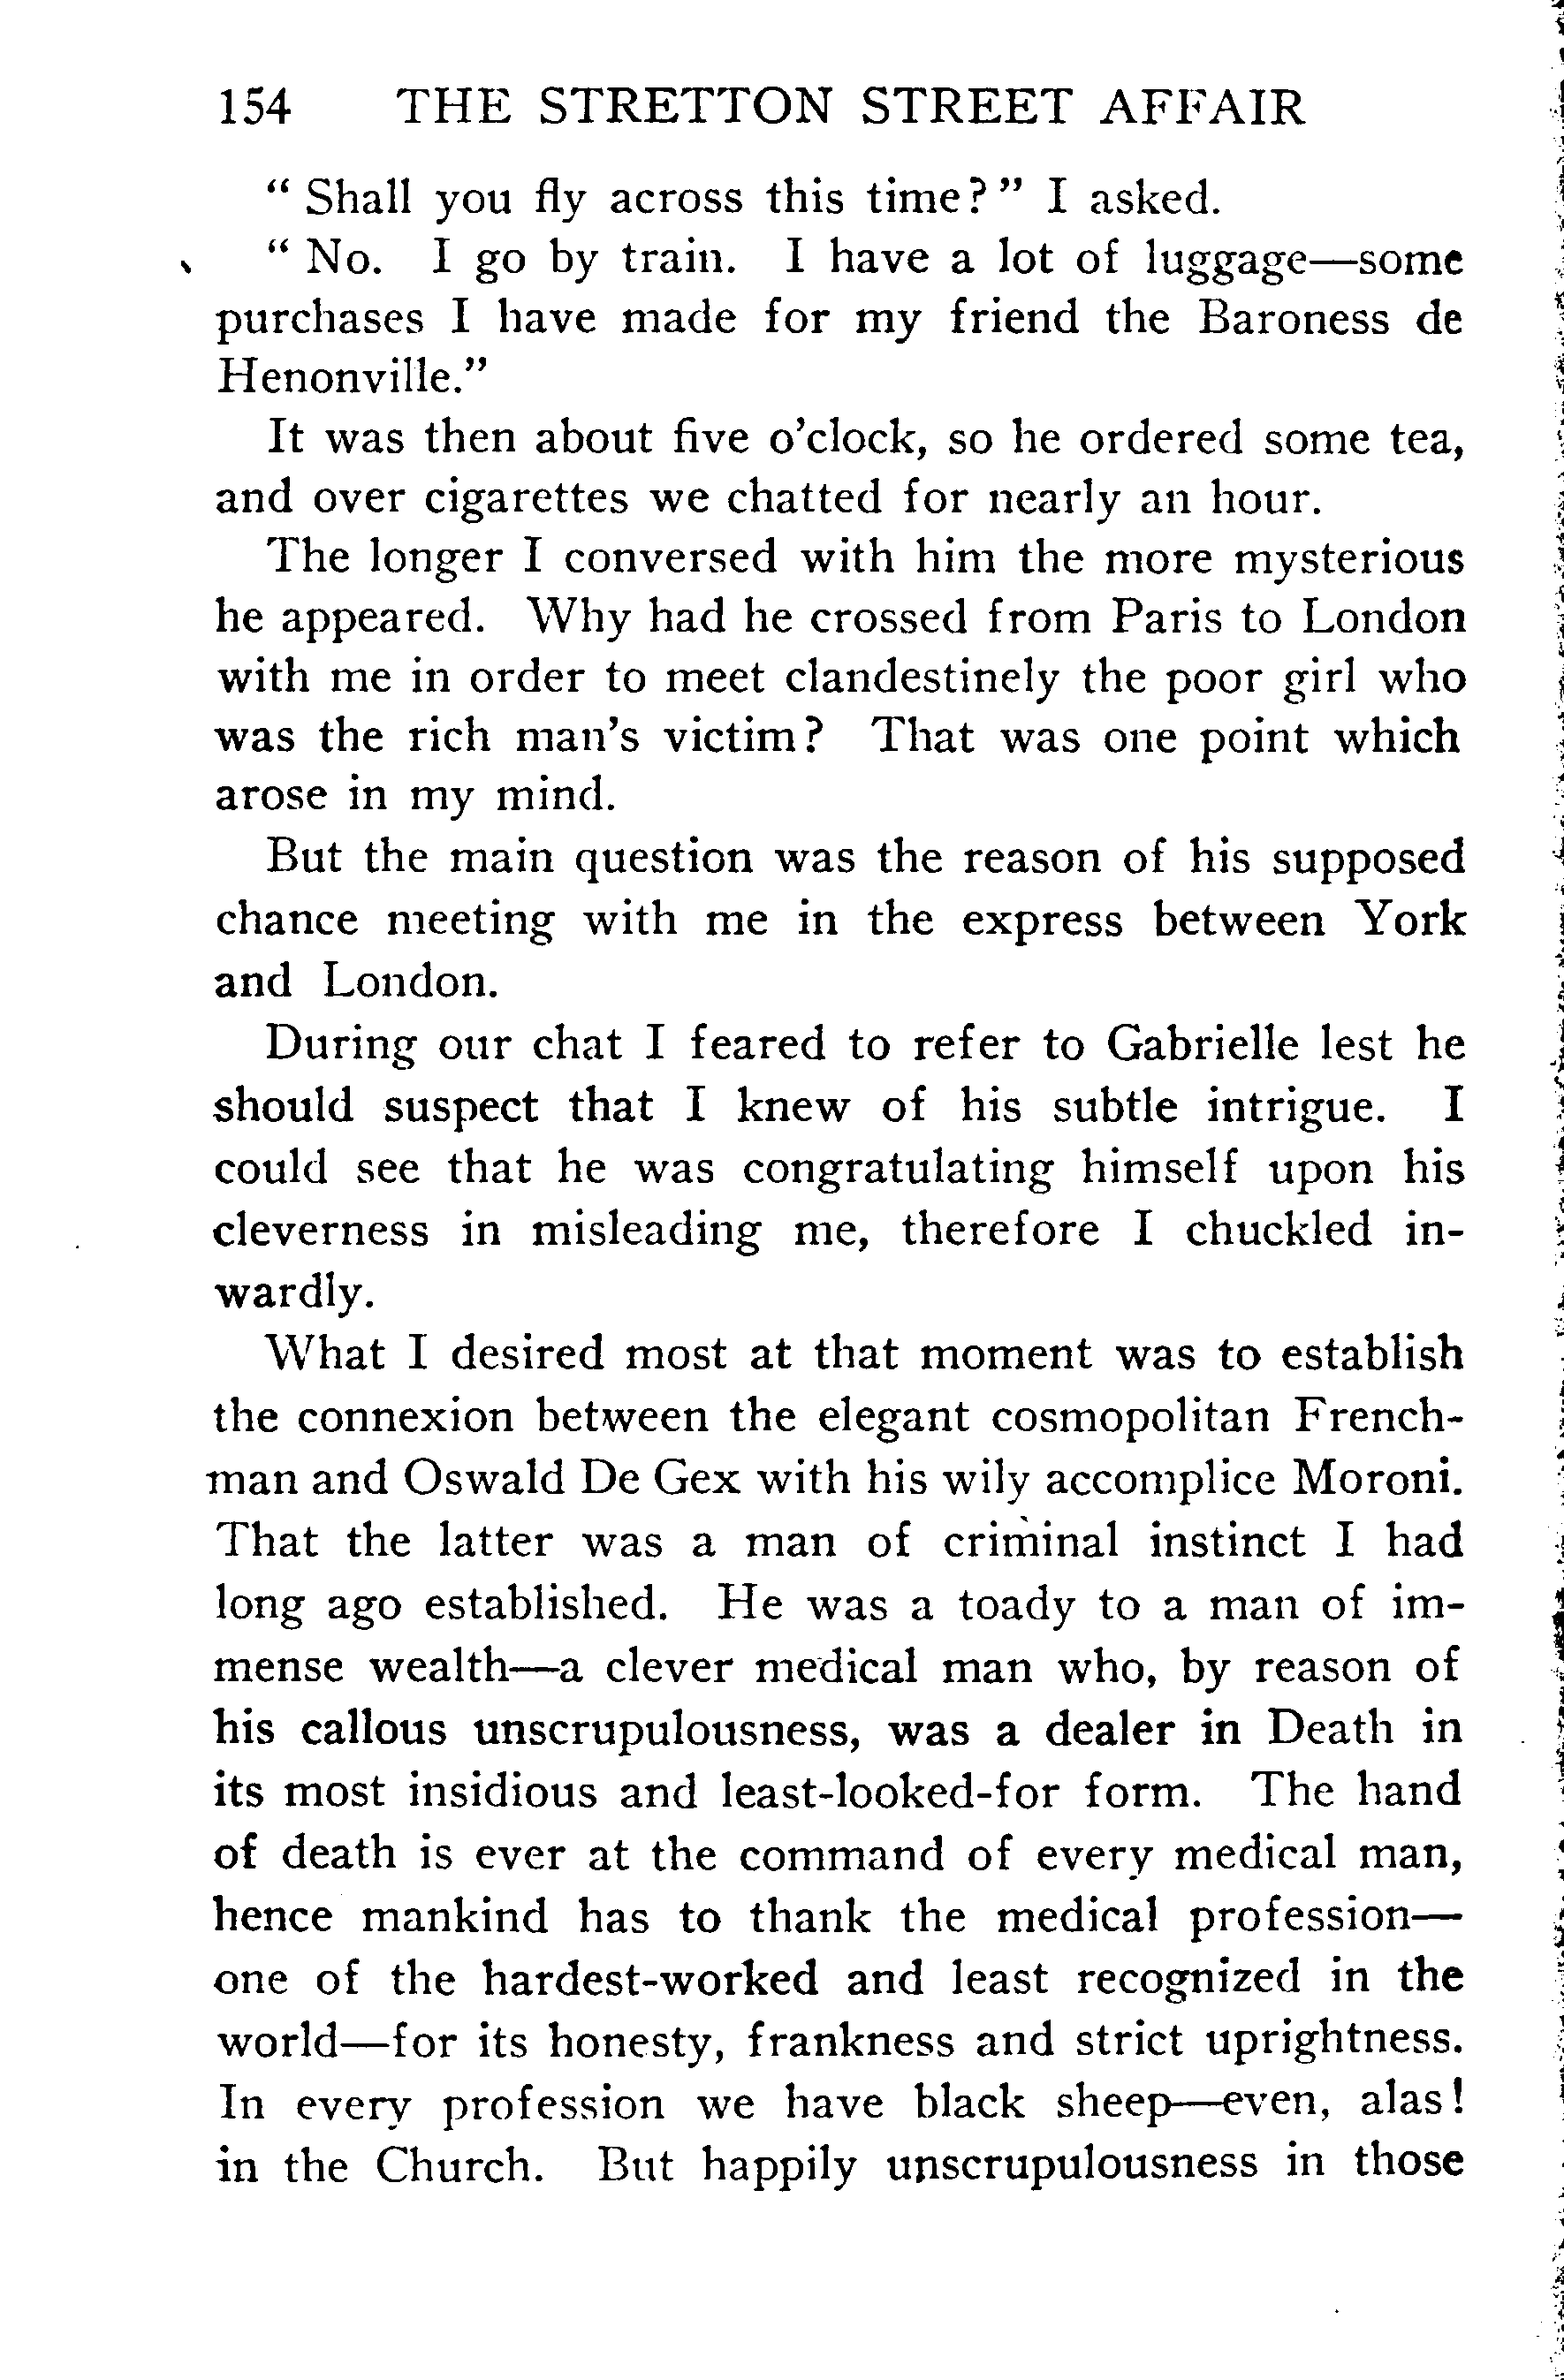 154 THE STRETTON STREET AFFAIR
“ Shall you fly across this time? ” I asked.
“ No. I go by train. I have a lot of luggage—some
purchases I have made for my friend the Baroness de
Henonville.”
It was then about five o’clock, so he ordered some tea,
and over cigarettes we chatted for nearly an hour.
The longer I conversed with him the more mysterious
he appeared. Why had he crossed from Paris to London
with me in order to meet clandestinely the poor girl who
was the rich man’s victim? That was one point which
arose in my mind.
But the main question was the reason of his supposed
chance meeting with me in the express between York
and London.
During our chat I feared to refer to Gabrielle lest he
should suspect that I knew of his subtle intrigue. I
could see that he was congratulating himself upon his
cleverness in misleading me, therefore I chuckled in-
wardly.
What I desired most at that moment was to establish
the connexion between the elegant cosmopolitan French-
man and Oswald De Gex with his wily accomplice Moroni.
That the latter was a man of criminal instinct I had
long ago established. He was a toady to a man of im-
mense wealth—a clever medical man who, by reason of
his callous unscrupulousness, was a dealer in Death in
its most insidious and least-looked-for form. The hand
of death is ever at the command of every medical man,
hence mankind has to thank the medical profession—
one of the hardest-worked and least recognized in the
world—for its honesty, frankness and strict uprightness.
In every profession we have black sheep—even, alas!
in the Church. But happily unscrupulousness in those